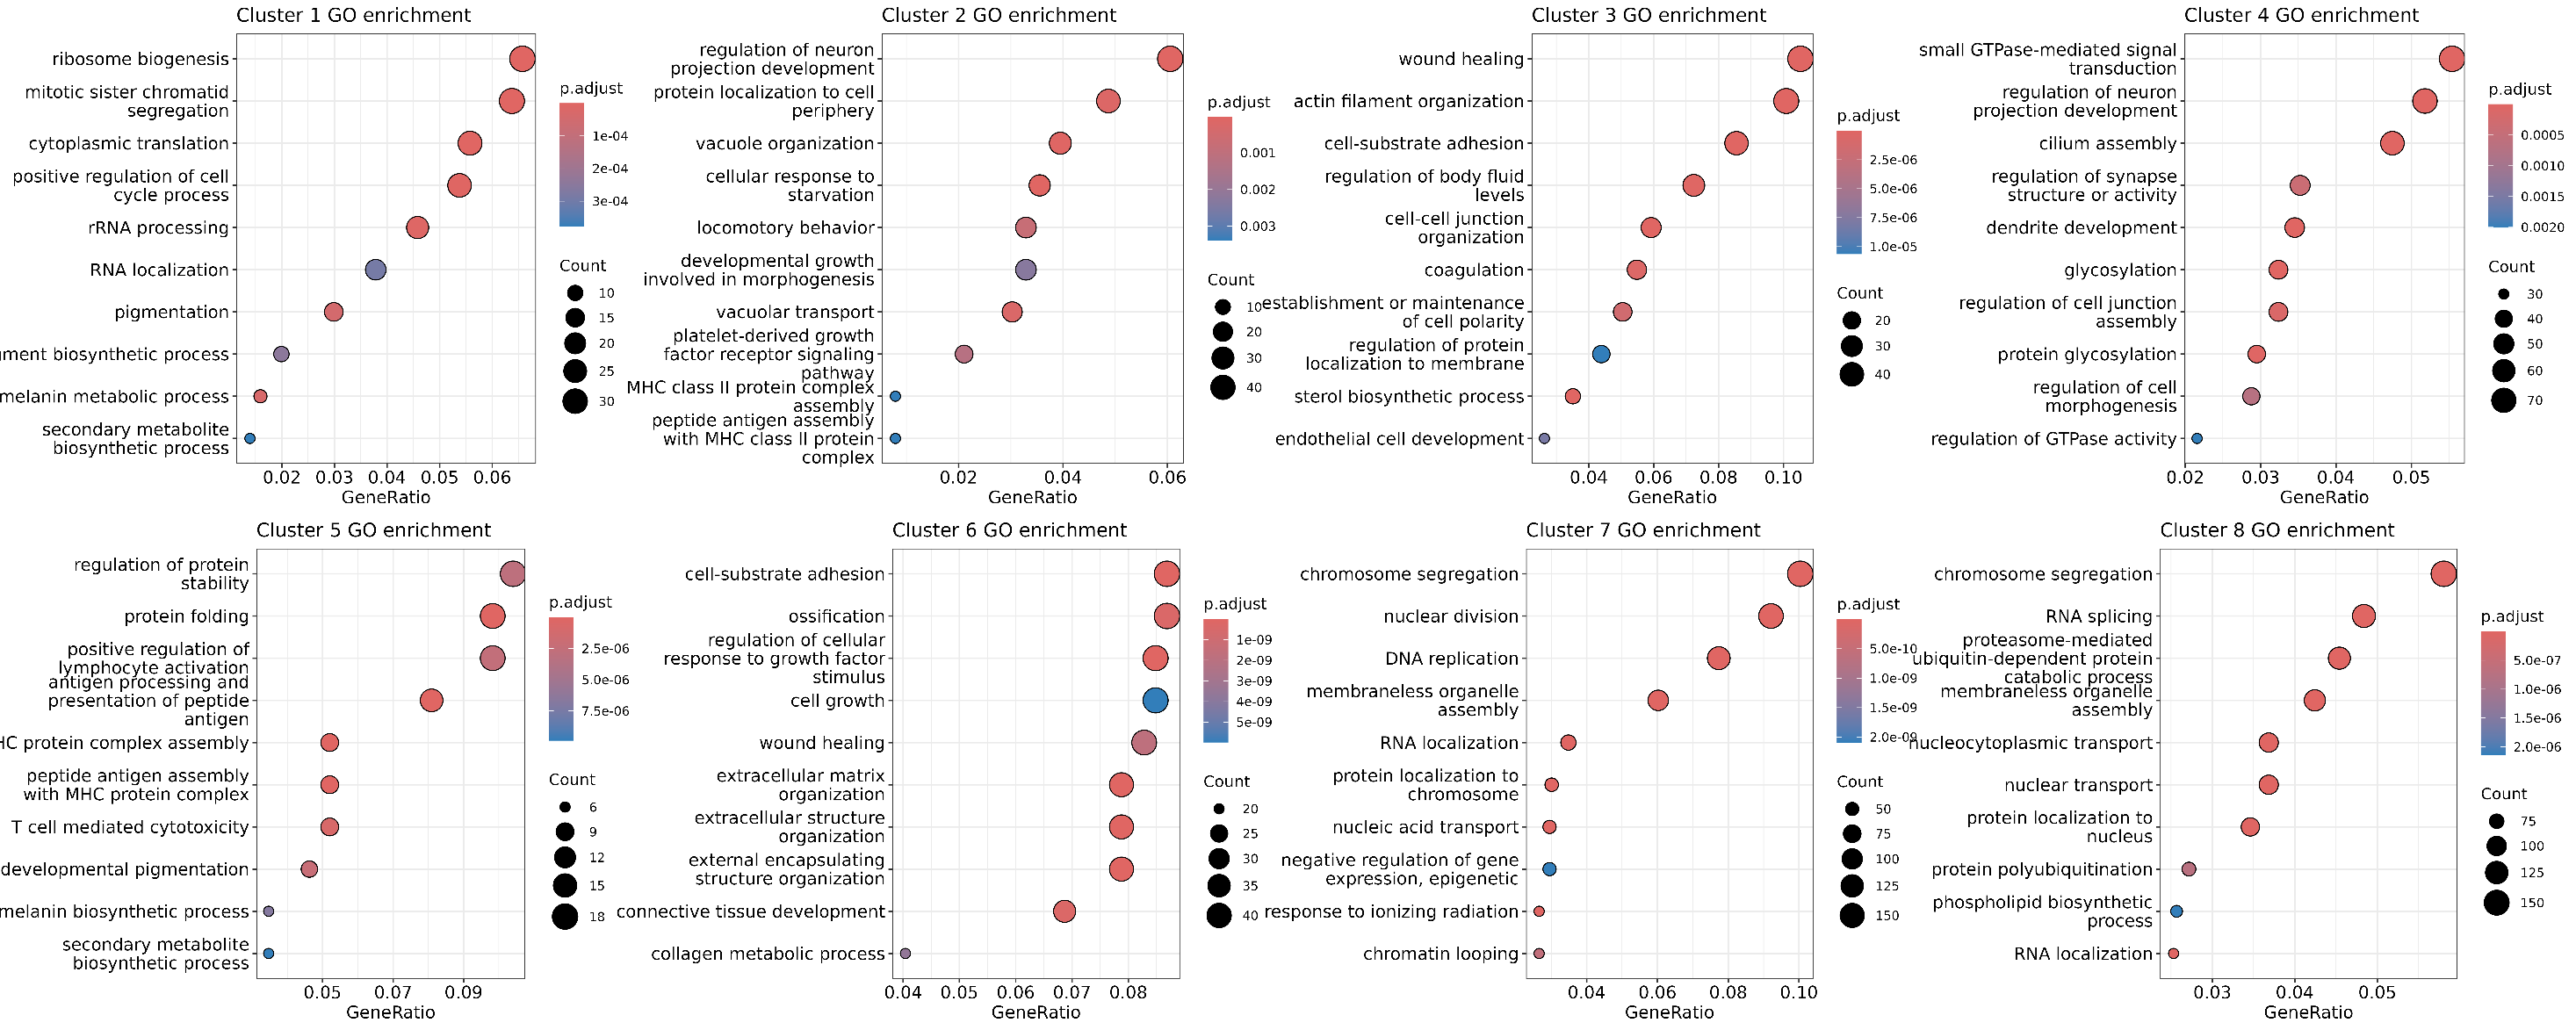 Cluster 1 GO enrichment
ribosome biogenesis
mitotic sister chromatid
segregation
cytoplasmic translation
positive regulation of cell
cycle process
rRNA processing
RNA localization
pigmentation
gment biosynthetic process
melanin metabolic process
secondary metabolite
biosynthetic process
0.02 0.03 0.04 0.05 0.06
GeneRatio
p.adjust
1e-04
2e-04
3e-04
Count
10
15
20
25
30
Cluster 2 GO enrichment
regulation of neuron
projection development
protein localization to cell
periphery
vacuole organization
cellular response to
starvation
locomotory behavior
developmental growth
involved in morphogenesis
vacuolar transport
platelet-derived growth
factor receptor signaling
pathway
MHC class II protein complex
assembly
peptide antigen assembly
with MHC class II protein
complex
0.02 0.04 0.06
GeneRatio
p.adjust
0.001
0.002
0.003
Count
10
20
30
40
Cluster 3 GO enrichment
wound healing
actin filament organization
cell-substrate adhesion
regulation of body fluid
levels
cell-cell junction
organization
coagulation
establishment or maintenance
of cell polarity
regulation of protein
localization to membrane
sterol biosynthetic process
endothelial cell development
0.04 0.06 0.08 0.10
GeneRatio
p.adjust
2.5e-06
5.0e-06
7.5e-06
1.0e-05
Count
20
30
40
Cluster 4 GO enrichment
small GTPase-mediated signal
transduction
regulation of neuron
projection development
cilium assembly
regulation of synapse
structure or activity
dendrite development
glycosylation
regulation of cell junction
assembly
protein glycosylation
regulation of cell
morphogenesis
regulation of GTPase activity
0.02 0.03 0.04 0.05
GeneRatio
p.adjust
0.0005
0.0010
0.0015
0.0020
Count
30
40
50
60
70
Cluster 5 GO enrichment
regulation of protein
stability
protein folding
positive regulation of
lymphocyte activation
antigen processing and
presentation of peptide
antigen
HC protein complex assembly
peptide antigen assembly
with MHC protein complex
T cell mediated cytotoxicity
developmental pigmentation
melanin biosynthetic process
secondary metabolite
biosynthetic process
0.05 0.07 0.09
GeneRatio
p.adjust
2.5e-06
5.0e-06
7.5e-06
Count
6
9
12
15
18
Cluster 6 GO enrichment
cell-substrate adhesion
ossification
regulation of cellular
response to growth factor
stimulus
cell growth
wound healing
extracellular matrix
organization
extracellular structure
organization
external encapsulating
structure organization
connective tissue development
collagen metabolic process
0.04 0.05 0.06 0.07 0.08
GeneRatio
p.adjust
1e-09
2e-09
3e-09
4e-09
5e-09
Count
20
25
30
35
40
Cluster 7 GO enrichment
chromosome segregation
nuclear division
DNA replication
membraneless organelle
assembly
RNA localization
protein localization to
chromosome
nucleic acid transport
negative regulation of gene
expression, epigenetic
response to ionizing radiation
chromatin looping
0.04 0.06 0.08 0.10
GeneRatio
p.adjust
5.0e-10
1.0e-09
1.5e-09
2.0e-09
Count
50
75
100
125
150
Cluster 8 GO enrichment
chromosome segregation
RNA splicing
proteasome-mediated
ubiquitin-dependent protein
catabolic process
membraneless organelle
assembly
nucleocytoplasmic transport
nuclear transport
protein localization to
nucleus
protein polyubiquitination
phospholipid biosynthetic
process
RNA localization
0.03 0.04 0.05
GeneRatio
p.adjust
5.0e-07
1.0e-06
1.5e-06
2.0e-06
Count
75
100
125
150